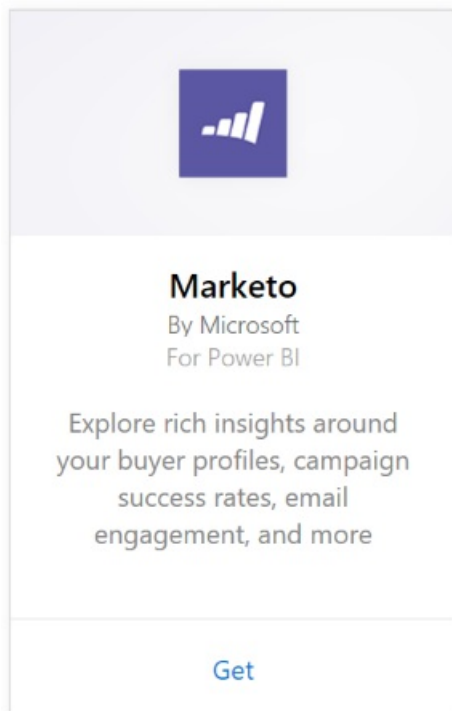 Marketo
By Microsoft
For Power BI
Explore rich insights around
your buyer profiles, campaign
success rates, email
engagement, and more
Get